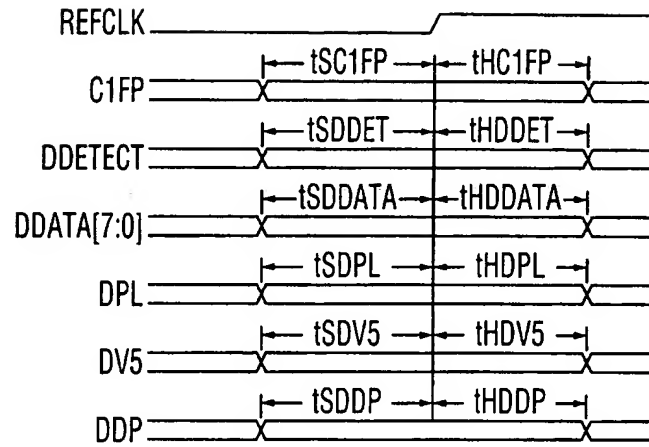 REFCLK
tSC1FP tHC1FP
C1FP
tSDDET tHDDET
DDETECT
tSDDATA tHDDATA
DDATA[7:0]
tSDPL tHDPL
DPL
tSDV5 tHDV5
DV5
tSDDP tHDDP
DDP